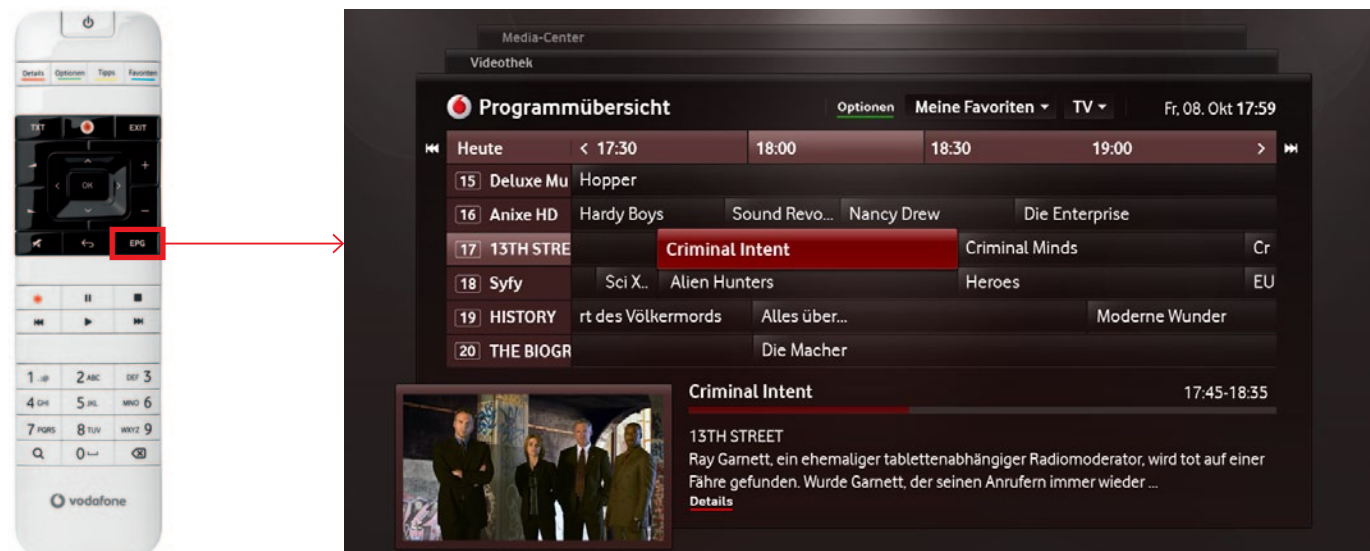 Details Optionen Tipps Favoriten
TXT EXIT
+
< OK >
-
EPG
1 .@ 2 ABC DEF 3
4 GHI 5 JKL MNO 6
7 PQRS 8 TUV WXYZ 9
0
vodafone
Media-Center
Videothek
Programmübersicht Optionen Meine Favoriten TV Fr, 08. Okt 17:59
Heute < 17:30 18:00 18:30 19:00 >
15 Deluxe Mu Hopper
16 Anixe HD Hardy Boys Sound Revo... Nancy Drew Die Enterprise
17 13TH STRE Criminal Intent Criminal Minds Cr
18 Syfy Sci X.. Alien Hunters Heroes EU
19 HISTORY rt des Völkermords Alles über... Moderne Wunder
20 THE BIOGR Die Macher
Criminal Intent 17:45-18:35
13TH STREET
Ray Garnett, ein ehemaliger tablettenabhängiger Radiomoderator, wird tot auf einer
Fähre gefunden. Wurde Garnett, der seinen Anrufern immer wieder ...
Details